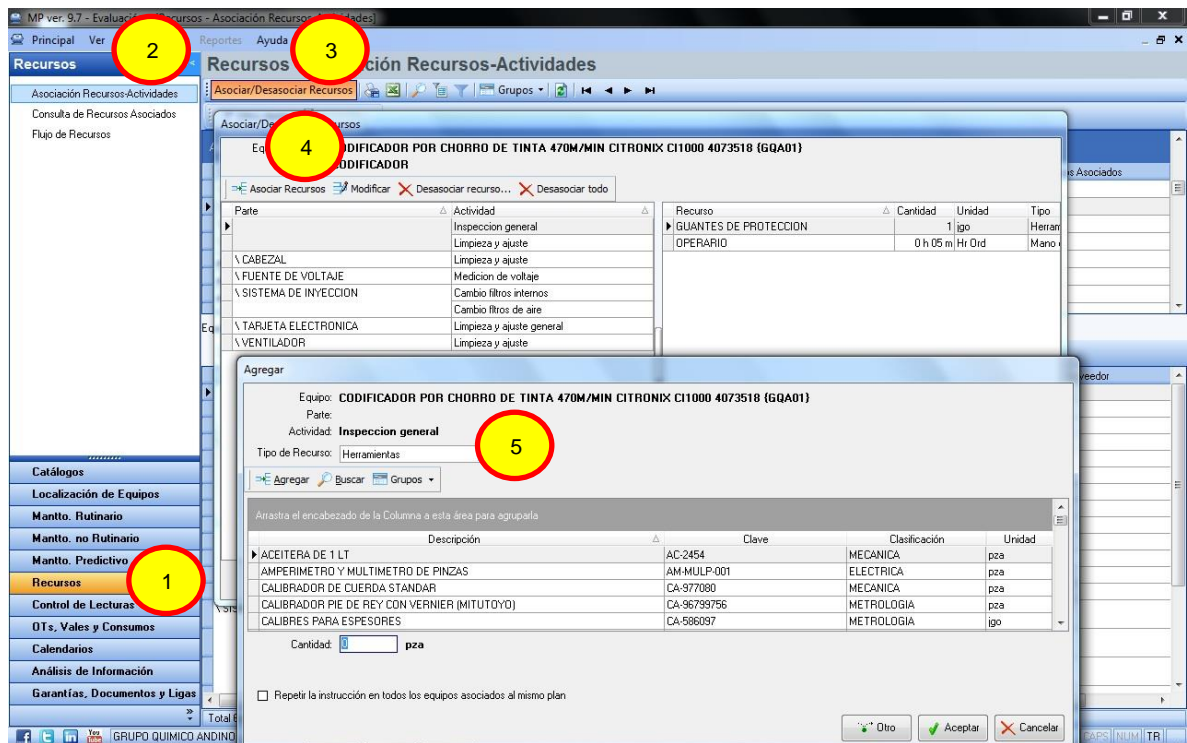 MP ver. 9.7 - Evaluaci Recursos - Asociación Recursos-Actividades]
Principal Ver Reportes Ayuda
2
3
Recursos
Recursos ción Recursos-Actividades
Asociación Recursos-Actividades
Consulta de Recursos Asociados
Flujo de Recursos
Asociar/Desasociar Recursos Grupos
Asociar/De ursos
4
Eq CODIFICADOR POR CHORRO DE TINTA 470M/MIN CITRONIX CI1000 4073518 {GQA01}
ODIFICADOR
Asociar Recursos Modificar Desasociar recurso... Desasociar todo
s Asociados
Parte Actividad Recurso Cantidad Unidad Tipo
Inspeccion general GUANTES DE PROTECCION 1 jgo Herram
Limpieza y ajuste OPERARIO 0 h 05 m Hr Ord Mano
\ CABEZAL Limpieza y ajuste
\ FUENTE DE VOLTAJE Medicion de voltaje
\ SISTEMA DE INYECCION Cambio filtros internos
Cambio fltros de aire
\ TARJETA ELECTRONICA Limpieza y ajuste general
\ VENTILADOR Limpieza y ajuste
Eq
Agregar
veedor
Equipo: CODIFICADOR POR CHORRO DE TINTA 470M/MIN CITRONIX CI1000 4073518 {GQA01}
Parte:
Actividad: Inspeccion general
Tipo de Recurso: Herramientas
5
Agregar Buscar Grupos
Arrastra el encabezado de la Columna a esta área para agruparla
Descripción Clave Clasificación Unidad
ACEITERA DE 1 LT AC-2454 MECANICA pza
AMPERIMETRO Y MULTIMETRO DE PINZAS AM-MULP-001 ELECTRICA pza
CALIBRADOR DE CUERDA STANDAR CA-977080 MECANICA pza
CALIBRADOR PIE DE REY CON VERNIER (MITUTOYO) CA-96799756 METROLOGIA pza
CALIBRES PARA ESPESORES CA-586097 METROLOGIA jgo
Cantidad: 0 pza
Repetir la instrucción en todos los equipos asociados al mismo plan
Otro Aceptar Cancelar
Catálogos
Localización de Equipos
Mantto. Rutinario
Mantto. no Rutinario
Mantto. Predictivo
Recursos
1
Control de Lecturas
OTs, Vales y Consumos
Calendarios
Análisis de Información
Garantías, Documentos y Ligas
\ SIS
Total
f t in You Tube GRUPO QUIMICO ANDINO
CAPS NUM TR